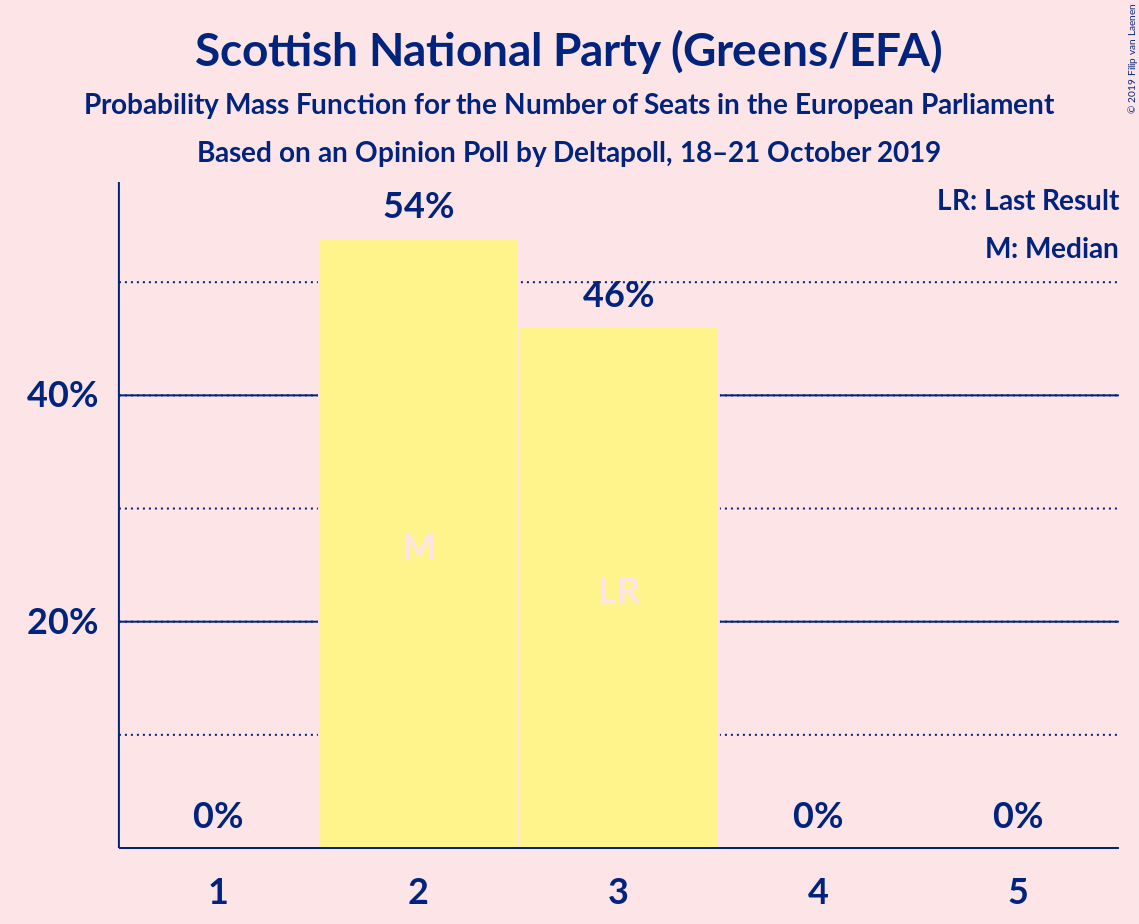 Scottish National Party (Greens/EFA)
Probability Mass Function for the Number of Seats in the European Parliament
Based on an Opinion Poll by Deltapoll, 18–21 October 2019
© 2019 Filip van Laenen
LR: Last Result
M: Median
54%
46%
40%
M
LR
20%
0%
0%
0%
1
2
3
4
5